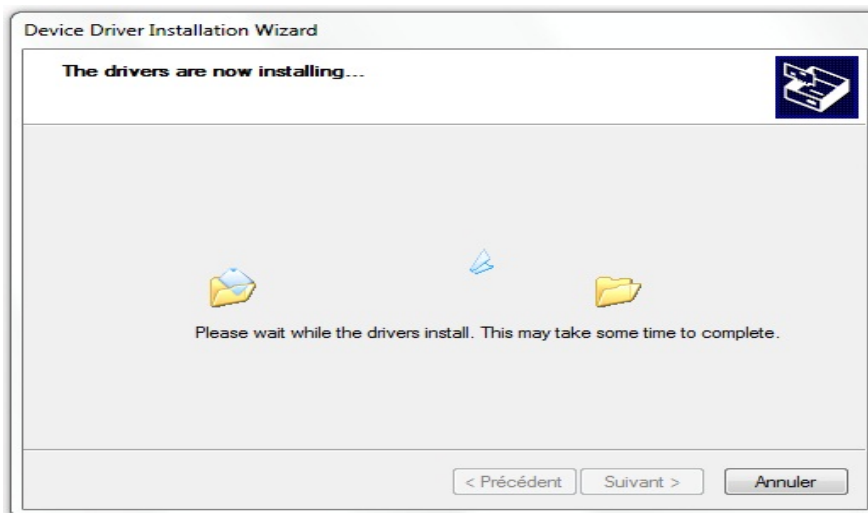 Device Driver Installation Wizard
The drivers are now installing...
Please wait while the drivers install. This may take some time to complete.
< Précédent
Suivant >
Annuler